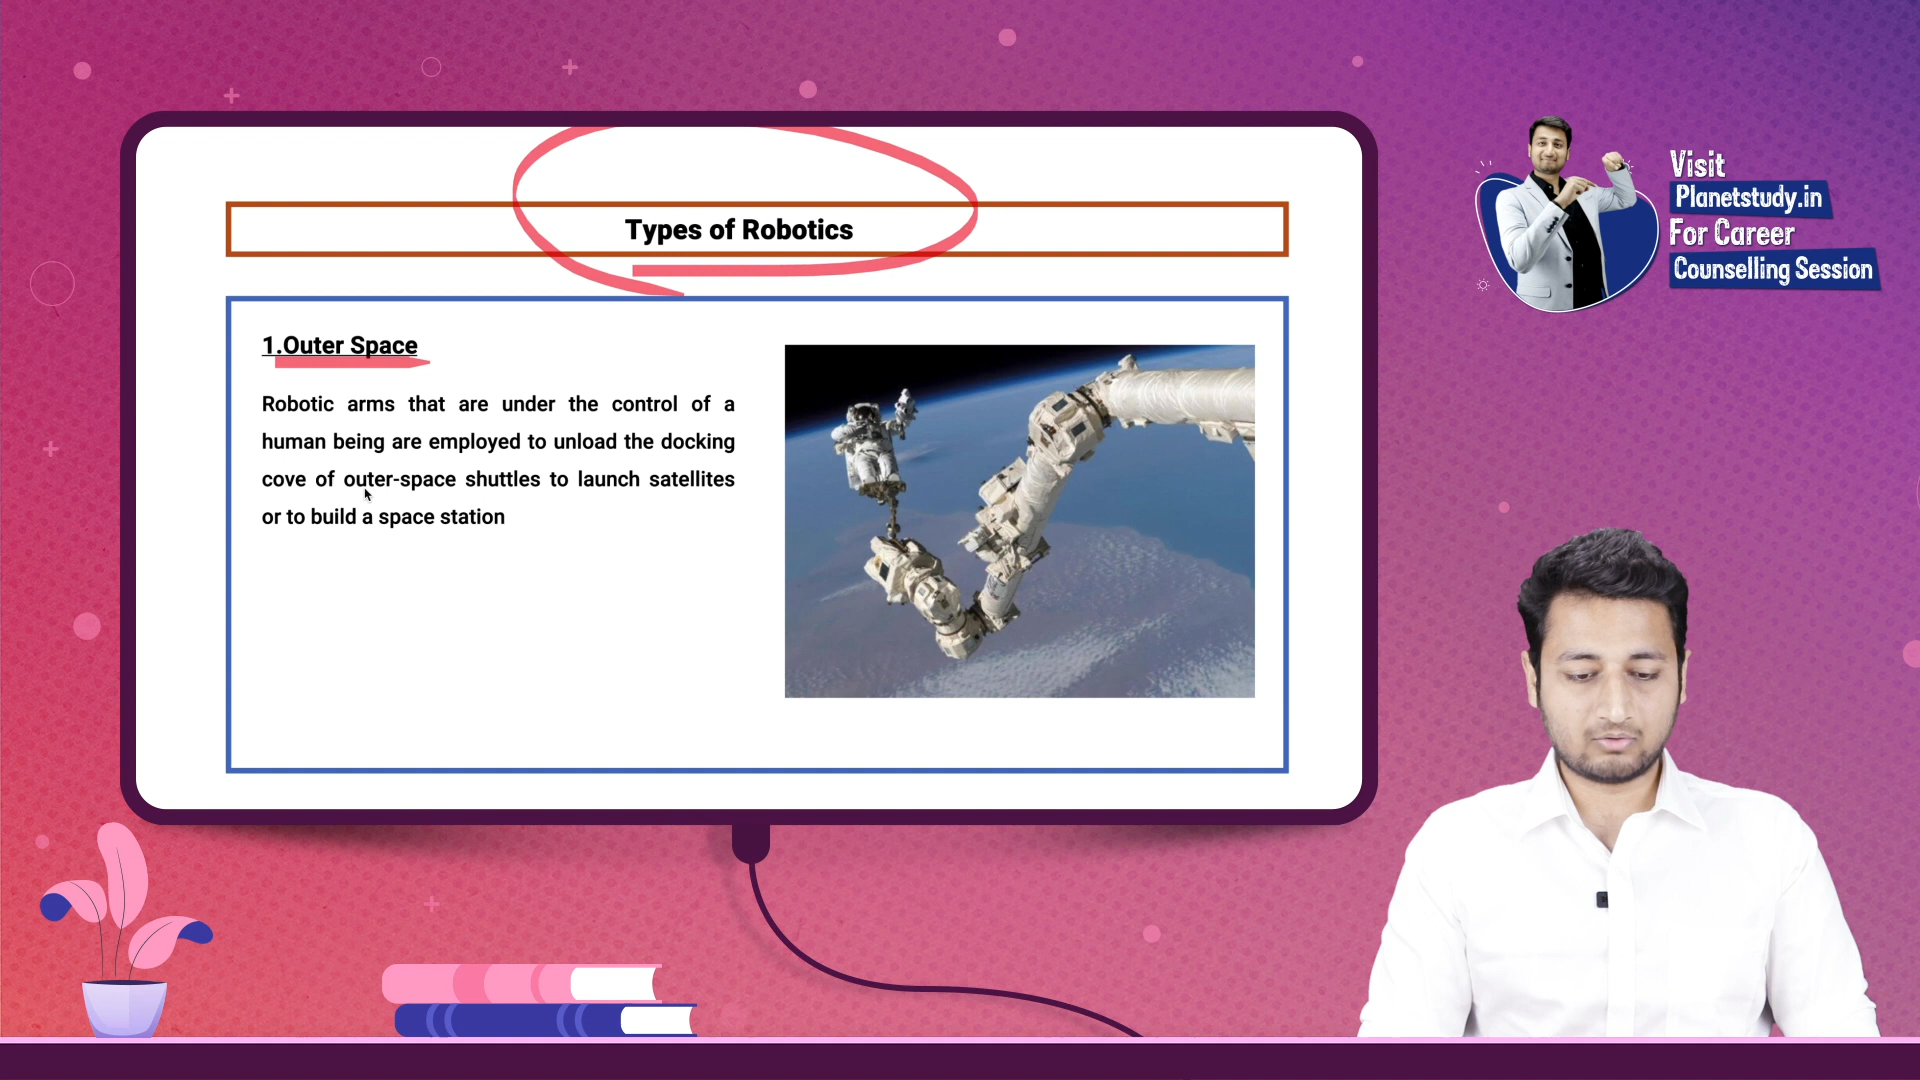 Types of Robotics
1.Outer Space
Robotic arms that are under the control of a
human being are employed to unload the docking
cove of outer-space shuttles to launch satellites
or to build a space station
Visit
Planetstudy.in
For Career
Counselling Session